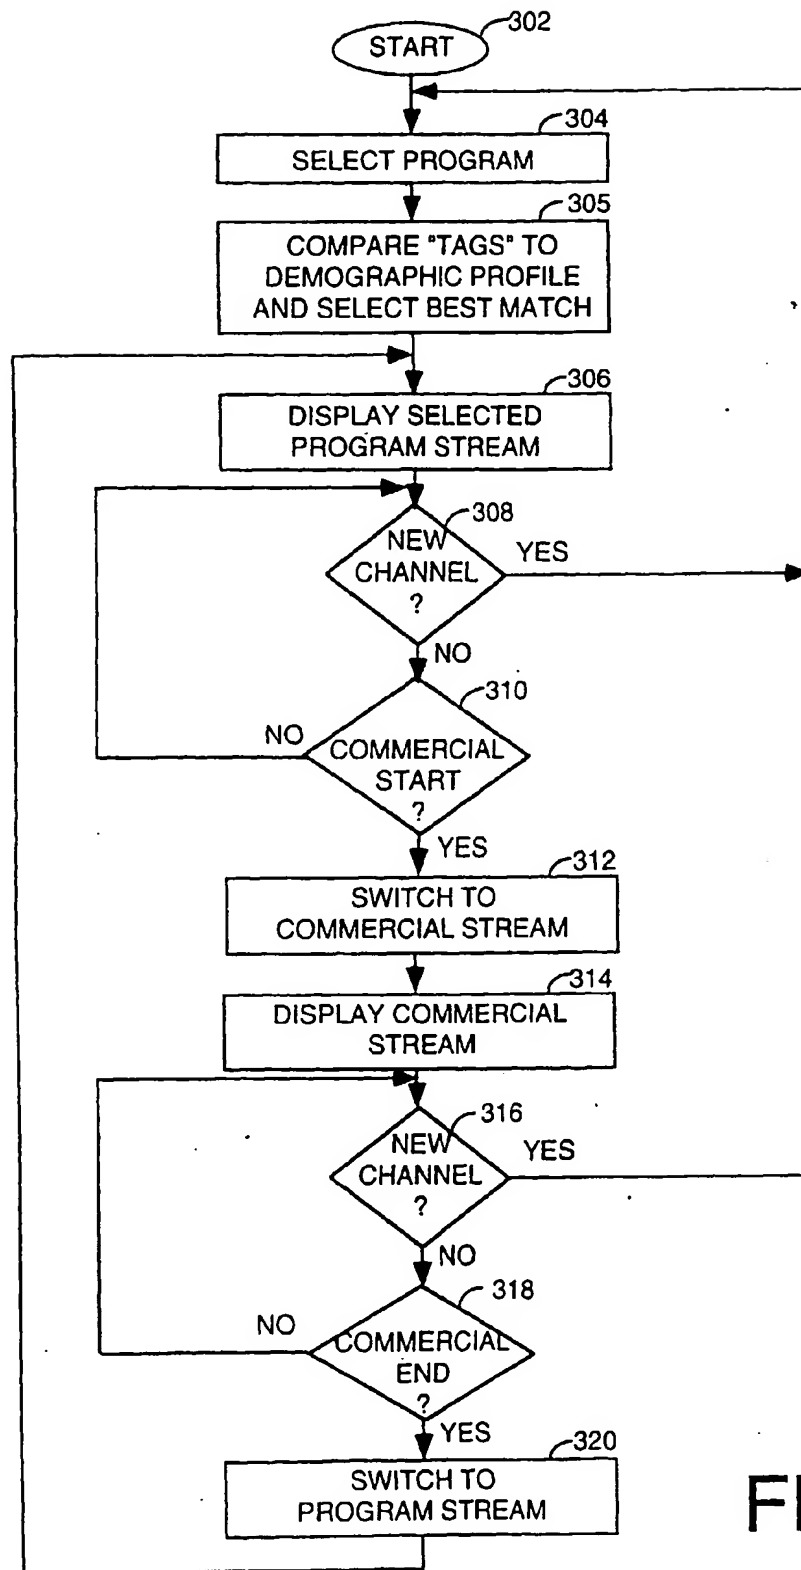 START
302
304
SELECT PROGRAM
305
COMPARE "TAGS" TO
DEMOGRAPHIC PROFILE
AND SELECT BEST MATCH
306
DISPLAY SELECTED
PROGRAM STREAM
308
NEW
CHANNEL
?
YES
NO
310
NO
COMMERCIAL
START
?
YES
312
SWITCH TO
COMMERCIAL STREAM
314
DISPLAY COMMERCIAL
STREAM
316
NEW
CHANNEL
?
YES
NO
318
NO
COMMERCIAL
END
?
YES
320
SWITCH TO
PROGRAM STREAM